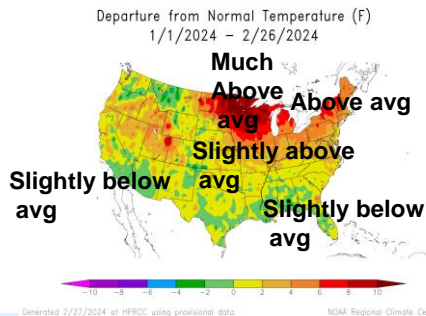 Departure from Normal Temperature (F)
1/1/2024 – 2/26/2024
Much
Above
avg
Above avg
Slightly above
avg
Slightly below
avg
Slightly below
avg
-10 -8 -6 -4 -2 0 2 4 6 8 10
Generated 2/27/2024 at HPRCC using provisional data.
NOAA Regional Climate Ce